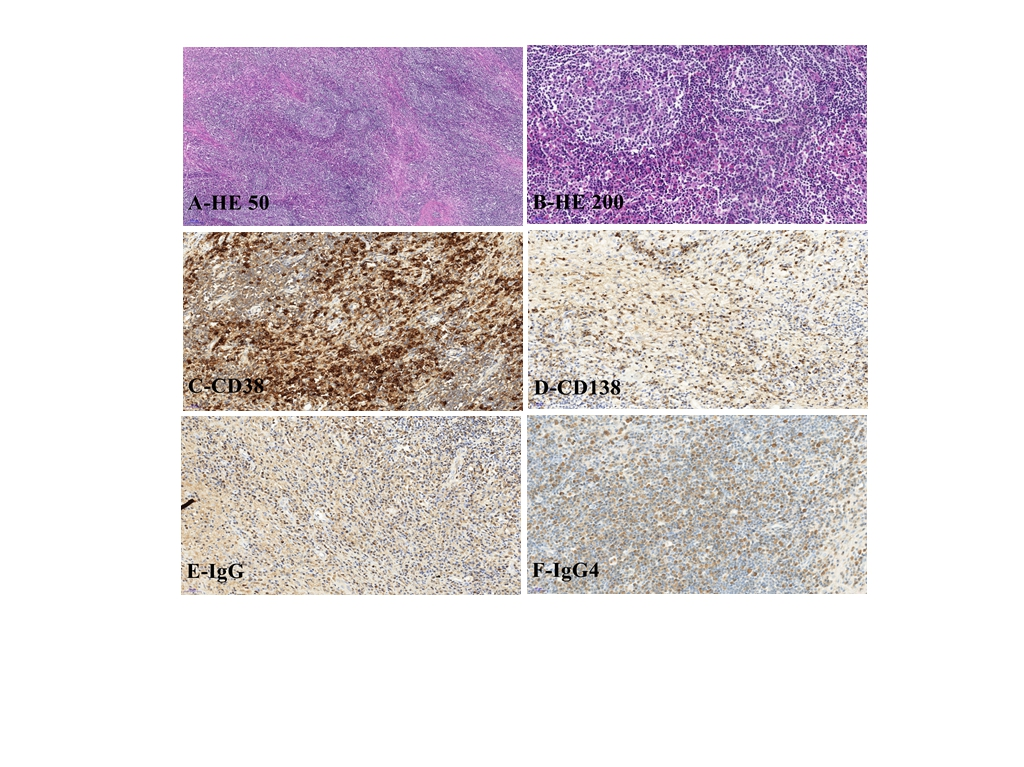 A-HE 50
B-HE 200
C-CD38
D-CD138
E-IgG
F-IgG4